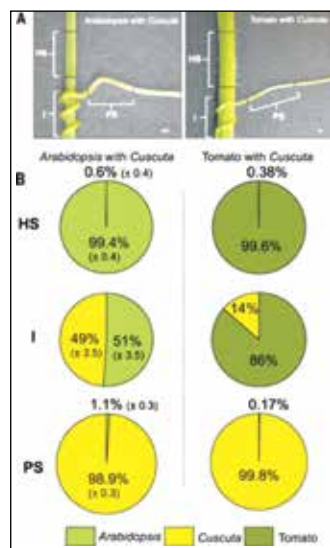 A
Arabidopsis with Cuscuta
Tomato with Cuscuta
HS
I
PS
HS
I
PS
Arabidopsis with Cuscuta
Tomato with Cuscuta
B
0.6% (± 0.4)
0.38%
HS
99.4%
(± 0.4)
99.6%
I
49%
(± 3.5)
51%
(± 3.5)
14%
86%
1.1% (± 0.3)
0.17%
PS
98.9%
(± 0.3)
99.8%
Arabidopsis
Cuscuta
Tomato